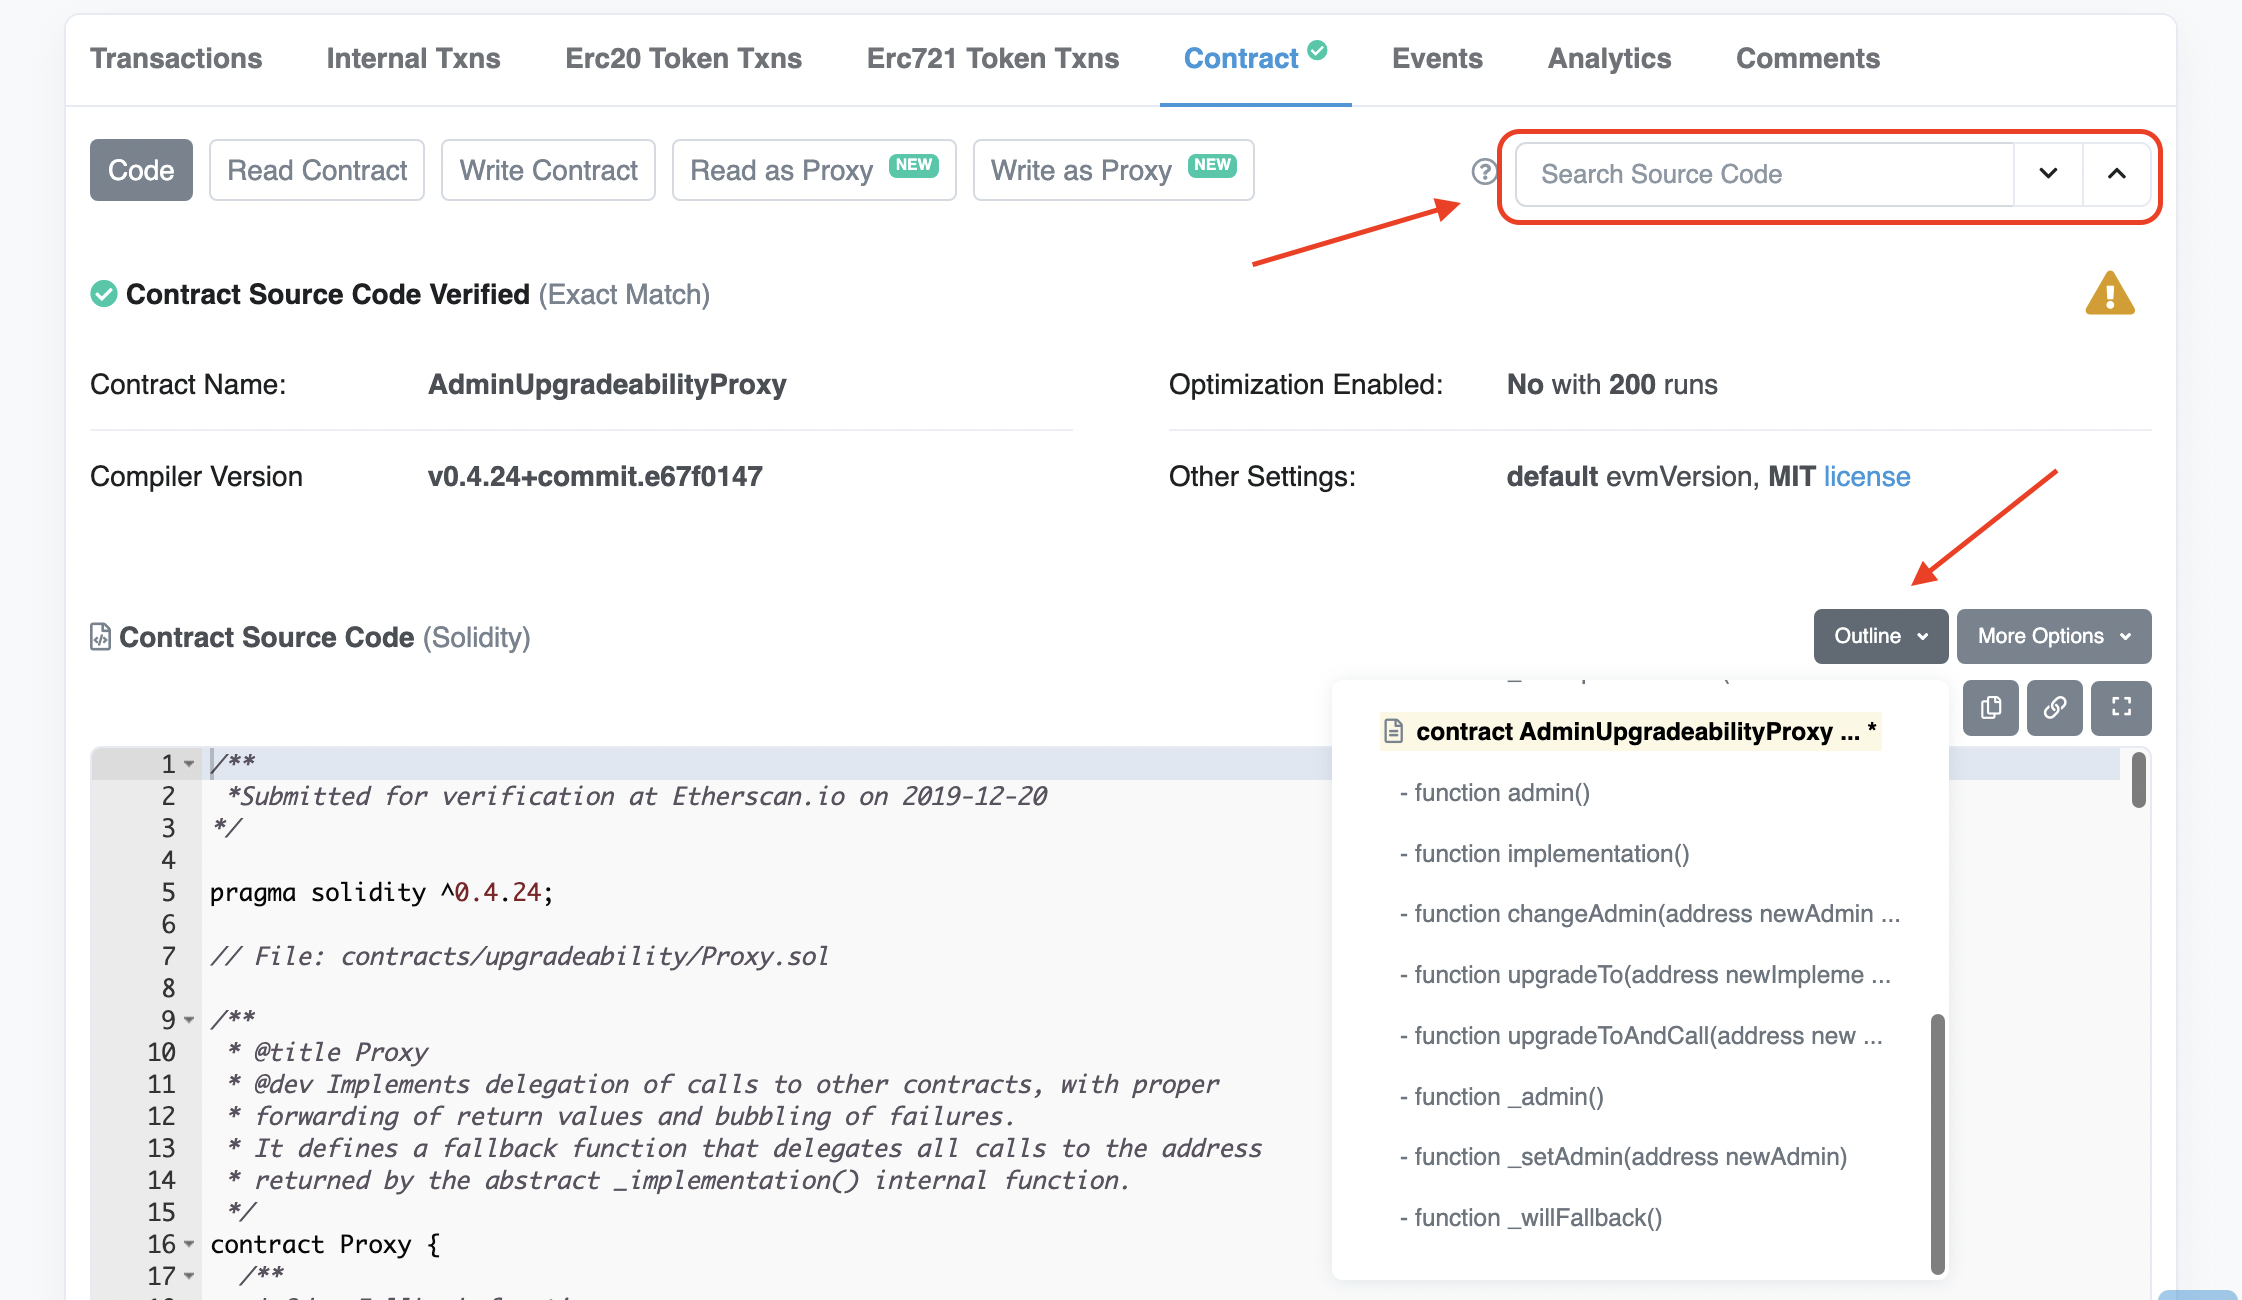 Transactions Internal Txns Erc20 Token Txns Erc721 Token Txns Contract Events Analytics Comments
Code Read Contract Write Contract Read as Proxy NEW Write as Proxy NEW ? Search Source Code
Contract Source Code Verified (Exact Match)
Contract Name: AdminUpgradeabilityProxy Optimization Enabled: No with 200 runs
Compiler Version v0.4.24+commit.e67f0147 Other Settings: default evmVersion, MIT license
Contract Source Code (Solidity) Outline More Options
contract AdminUpgradeabilityProxy ... *
- function admin()
- function implementation()
- function changeAdmin(address newAdmin ...
- function upgradeTo(address newImpleme ...
- function upgradeToAndCall(address new ...
- function _admin()
- function _setAdmin(address newAdmin)
- function _willFallback()
1 /**
2 *Submitted for verification at Etherscan.io on 2019-12-20
3 */
4
5 pragma solidity ^0.4.24;
6
7 // File: contracts/upgradeability/Proxy.sol
8
9 /**
10 * @title Proxy
11 * @dev Implements delegation of calls to other contracts, with proper
12 * forwarding of return values and bubbling of failures.
13 * It defines a fallback function that delegates all calls to the address
14 * returned by the abstract _implementation() internal function.
15 */
16 contract Proxy {
17 /**